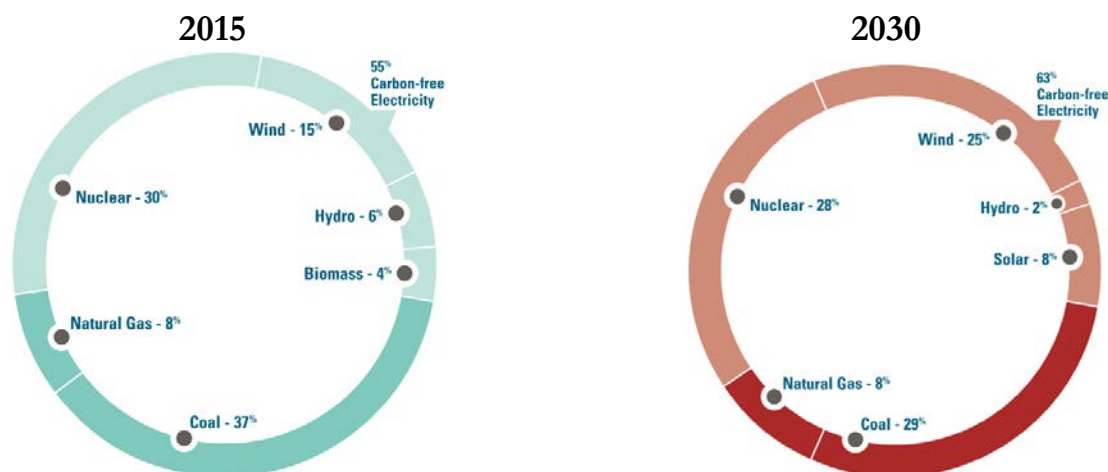 2015
55%
Carbon-free
Electricity
Wind - 15%
Nuclear - 30%
Hydro - 6%
Biomass - 4%
Natural Gas - 8%
Coal - 37%
2030
63%
Carbon-free
Electricity
Wind - 25%
Nuclear - 28%
Hydro - 2%
Solar - 8%
Natural Gas - 8%
Coal - 29%